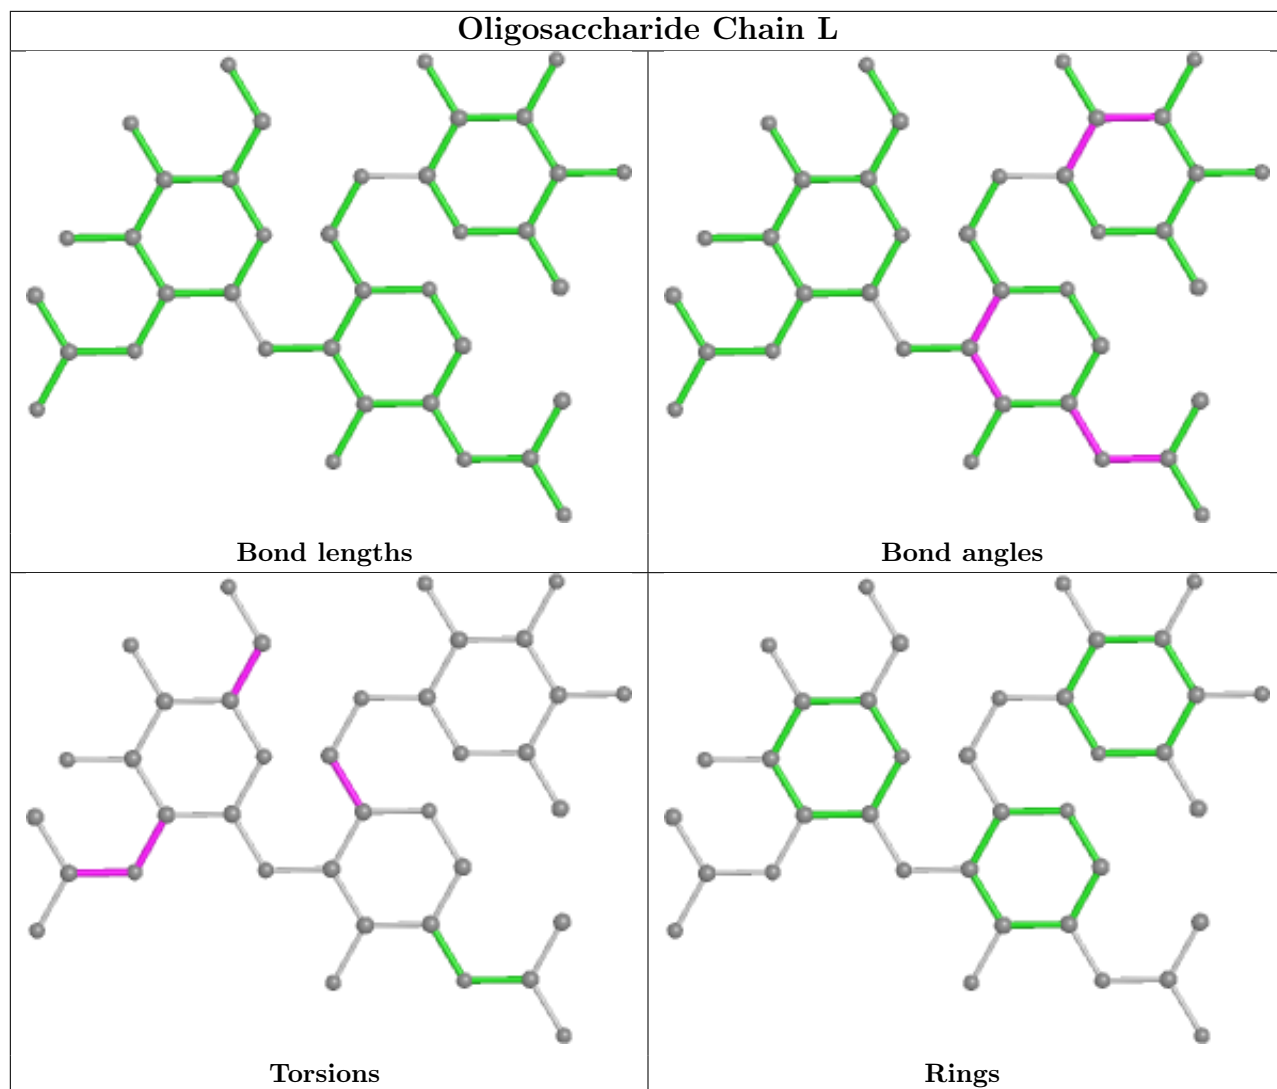 Oligosaccharide Chain L
Bond lengths
Bond angles
Torsions
Rings